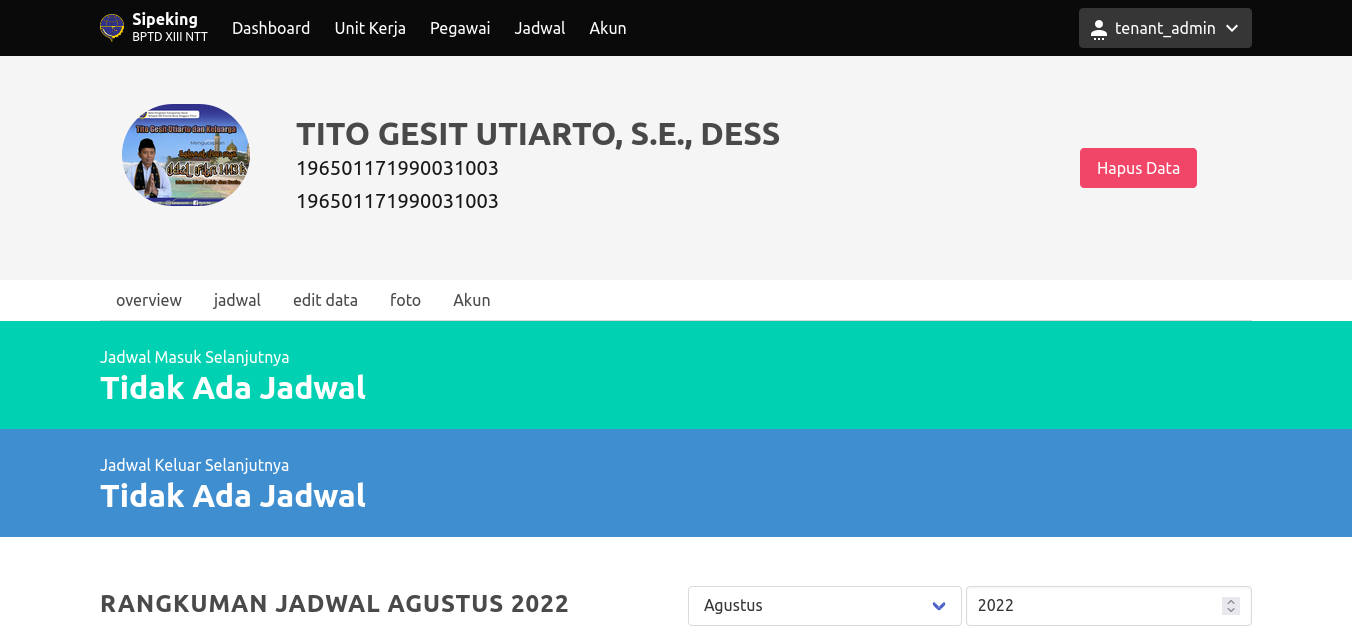 Sipeking
BPTD XIII NTT
Dashboard
Unit Kerja
Pegawai
Jadwal
Akun
tenant_admin
Tito Gesit Utiarto dan Keluarga
Mengucapkan
TITO GESIT UTIARTO, S.E., DESS
196501171990031003
196501171990031003
Hapus Data
overview
jadwal
edit data
foto
Akun
Jadwal Masuk Selanjutnya
Tidak Ada Jadwal
Jadwal Keluar Selanjutnya
Tidak Ada Jadwal
RANGKUMAN JADWAL AGUSTUS 2022
Agustus
2022